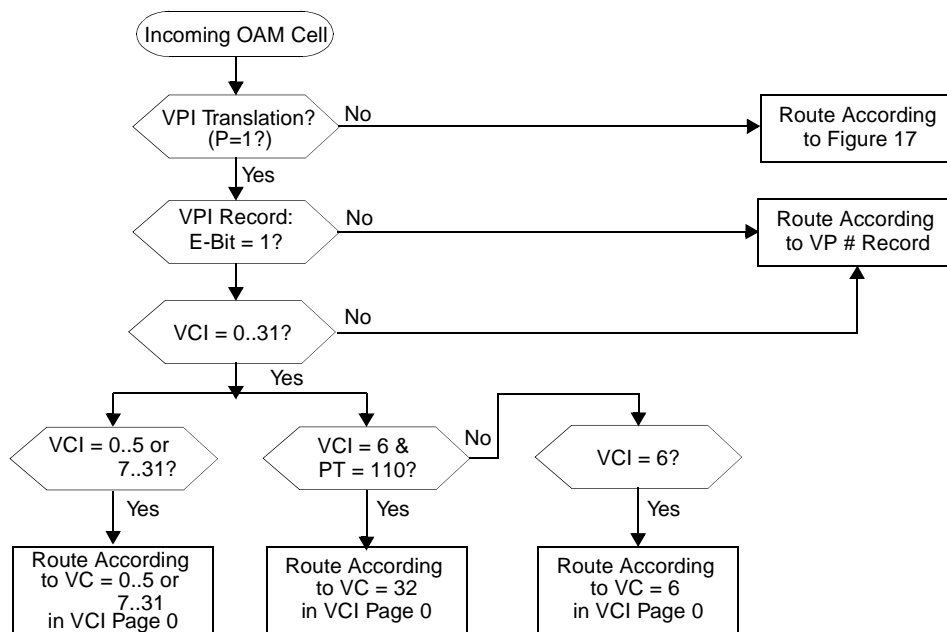 Incoming OAM Cell
VPI Translation?
(P=1?)
No
Route According
to Figure 17
Yes
VPI Record:
E-Bit = 1?
No
Route According
to VP # Record
VCI = 0..31?
No
Yes
VCI = 0..5 or
7..31?
VCI = 6 &
PT = 110?
No
VCI = 6?
Yes
Yes
Yes
Route According
to VC = 0..5 or
7..31
in VCI Page 0
Route According
to VC = 32
in VCI Page 0
Route According
to VC = 6
in VCI Page 0